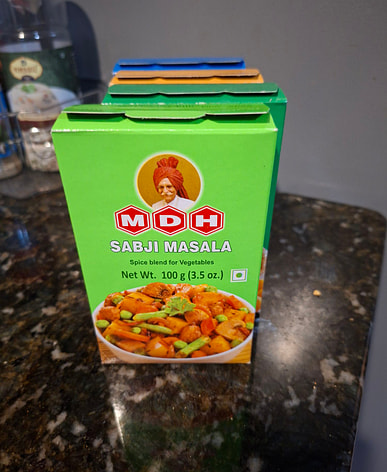 MDH
SABJI MASALA
Spice blend for Vegetables
Net Wt. 100 g (3.5 oz.)